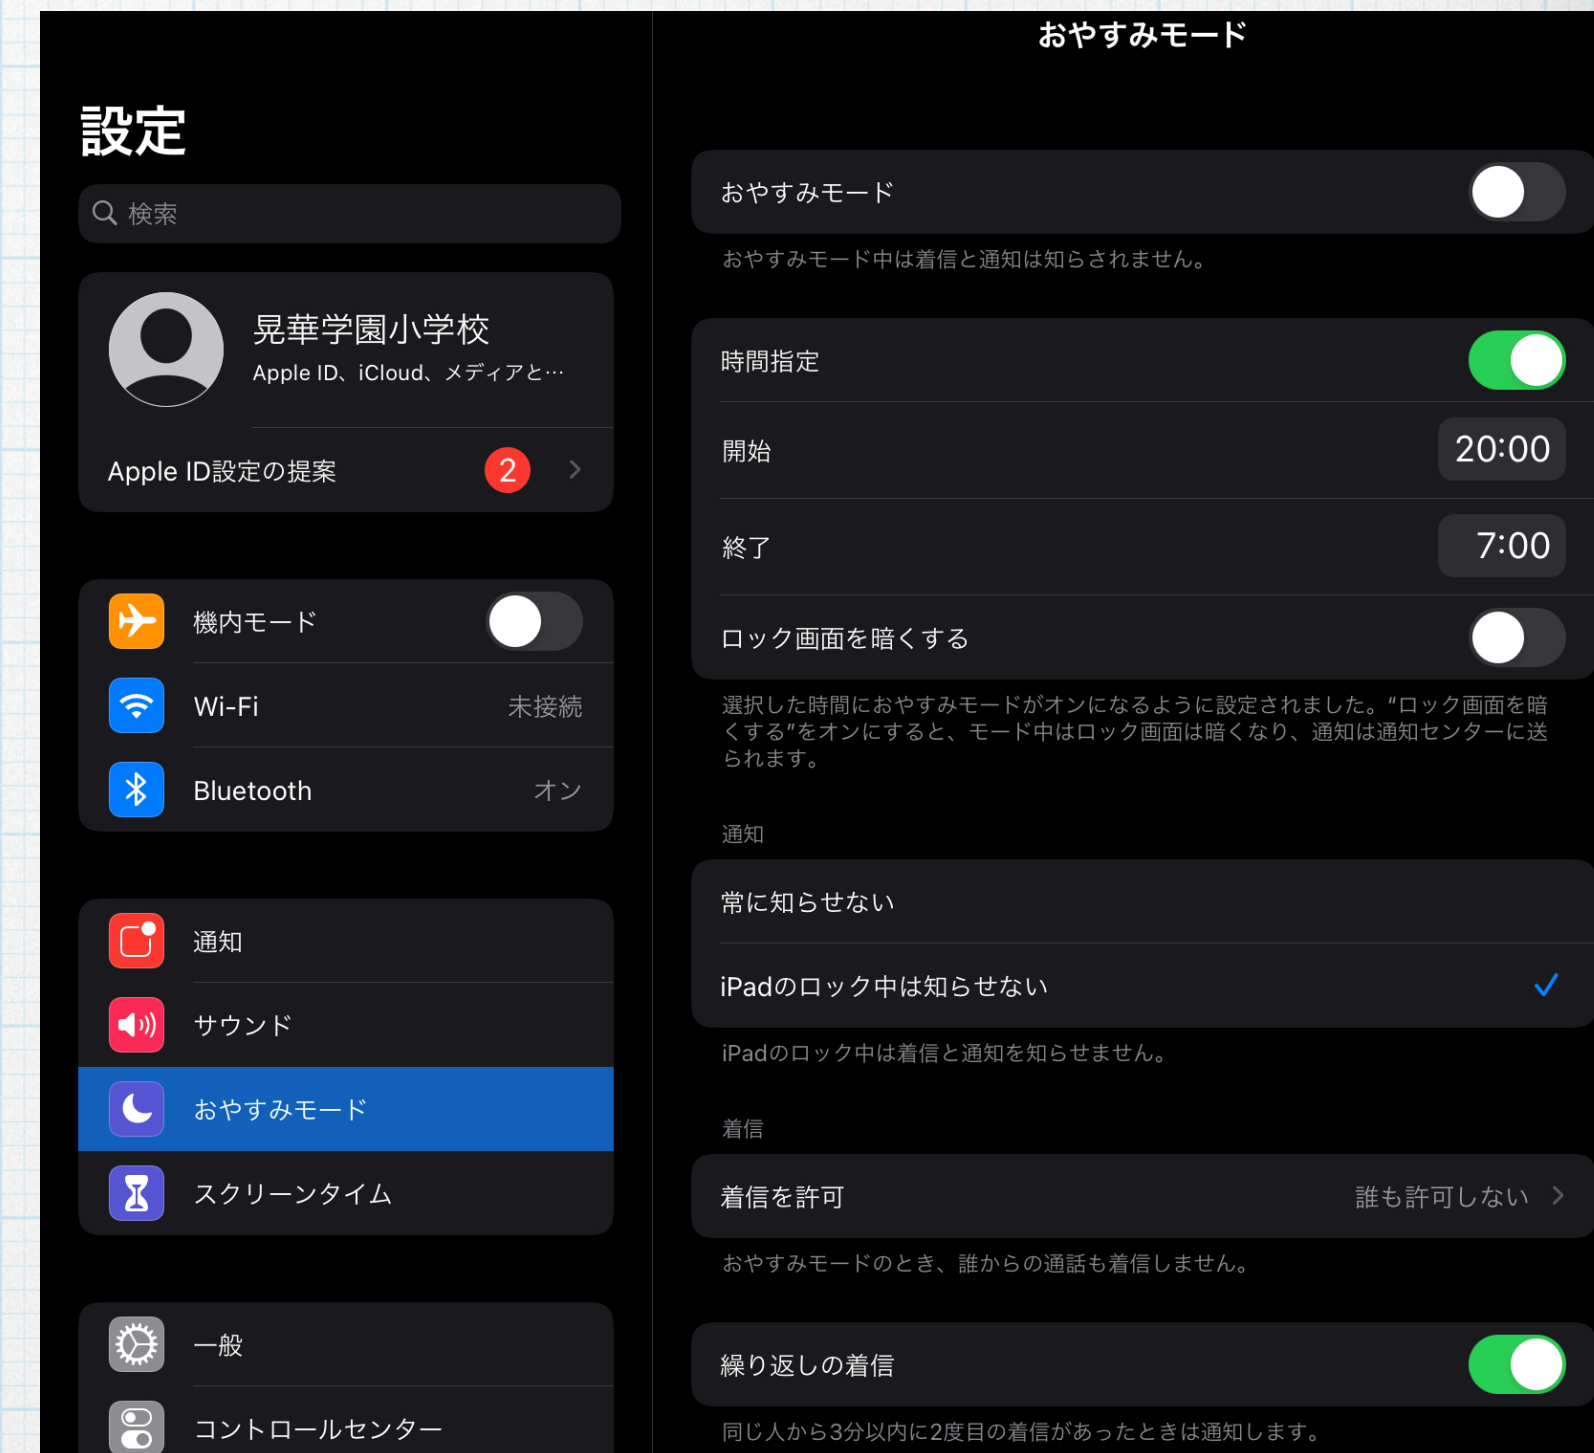 設定
検索
晃華学園小学校
Apple ID、iCloud、メディアと…
Apple ID設定の提案 2
機内モード
Wi-Fi 未接続
Bluetooth オン
通知
サウンド
おやすみモード
スクリーンタイム
一般
コントロールセンター
おやすみモード
おやすみモード
おやすみモード中は着信と通知は知らされません。
時間指定
開始 20:00
終了 7:00
ロック画面を暗くする
選択した時間におやすみモードがオンになるように設定されました。“ロック画面を暗
くする”をオンにすると、モード中はロック画面は暗くなり、通知は通知センターに送
られます。
通知
常に知らせない
iPadのロック中は知らせない
iPadのロック中は着信と通知を知らせません。
着信
着信を許可 誰も許可しない
おやすみモードのとき、誰からの通話も着信しません。
繰り返しの着信
同じ人から3分以内に2度目の着信があったときは通知します。